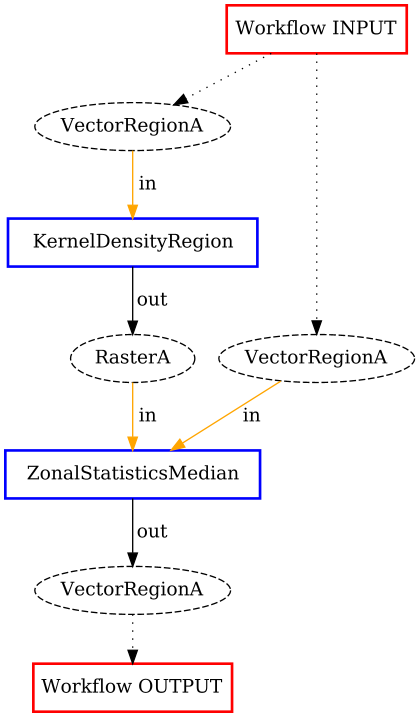 Workflow INPUT
VectorRegionA
in
KernelDensityRegion
out
RasterA
VectorRegionA
in
in
ZonalStatisticsMedian
out
VectorRegionA
Workflow OUTPUT